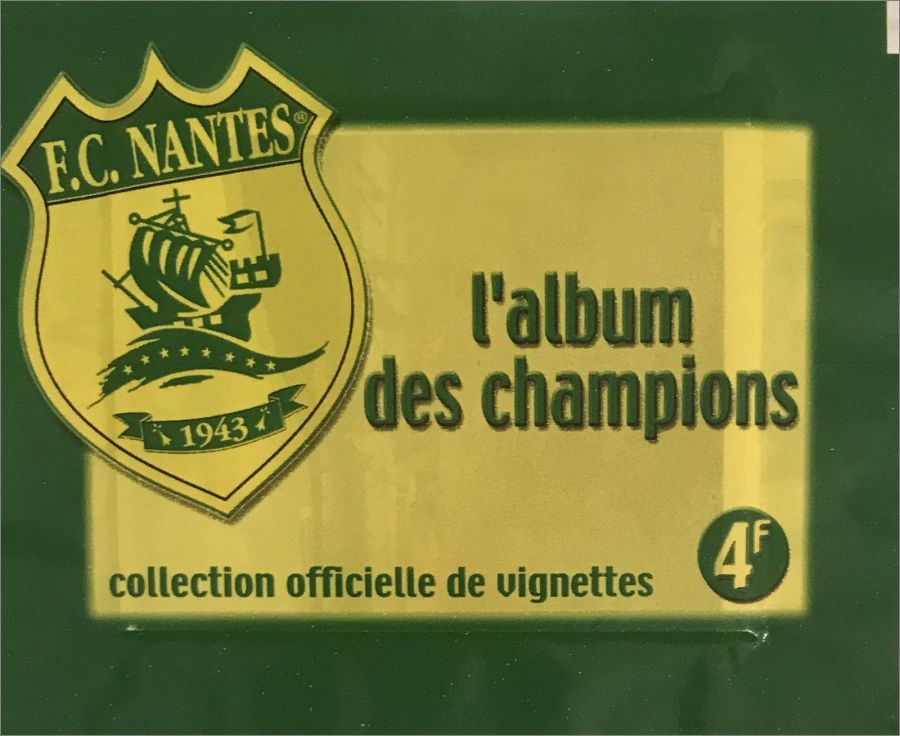 F.C. NANTES®
1943
l'album
des champions
collection officielle de vignettes
4F